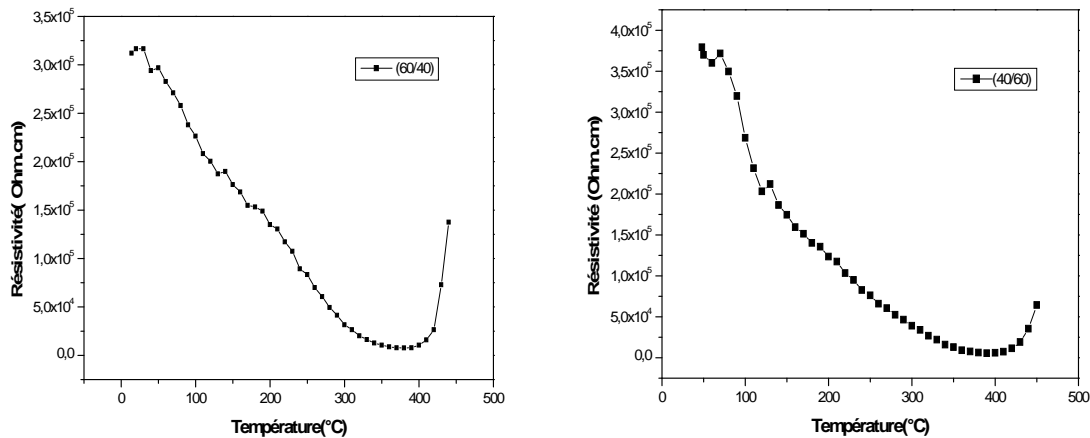 3,5x10⁵
3,0x10⁵
2,5x10⁵
2,0x10⁵
1,5x10⁵
1,0x10⁵
5,0x10⁴
0,0
Résistivité( Ohm.cm)
(60/40)
0 100 200 300 400 500
Température(°C)
4,0x10⁵
3,5x10⁵
3,0x10⁵
2,5x10⁵
2,0x10⁵
1,5x10⁵
1,0x10⁵
5,0x10⁴
0,0
Résistivité (Ohm.cm)
(40/60)
0 100 200 300 400 500
Température(°C)